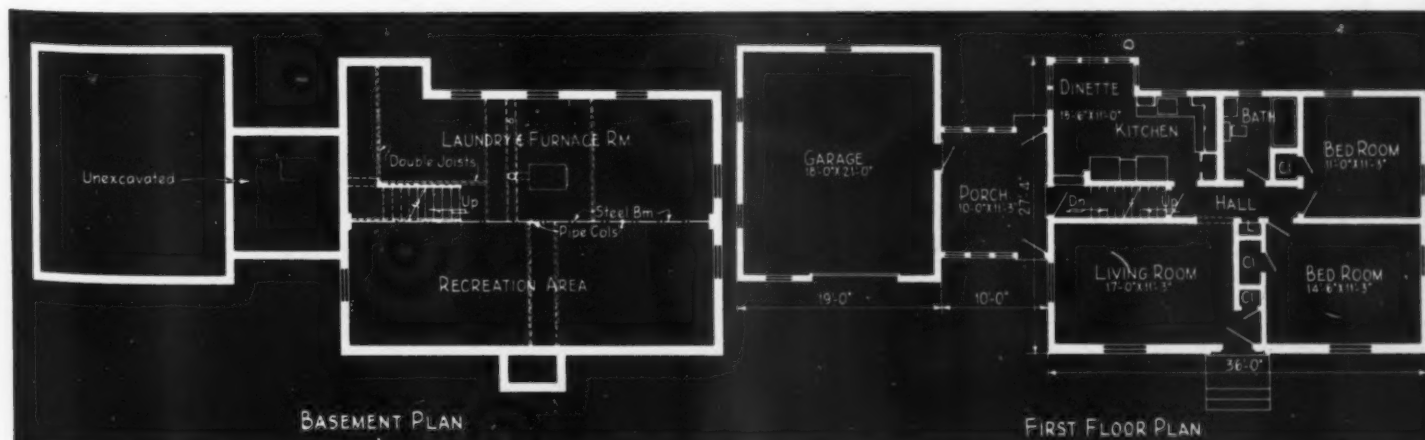 Unexcavated
LAUNDRY & FURNACE RM.
Double Joists
Up
Steel Bm
Pipe Cols
RECREATION AREA
BASEMENT PLAN
GARAGE
18'-0"X21'-0"
19'-0"
PORCH
10'-0"X11'-3"
10'-0"
27'-4"
DINETTE
KITCHEN
BATH
Cl
BED ROOM
11'-0"X11'-3"
Dn
Up
HALL
L
Cl
Cl
LIVING ROOM
17'-0"X11'-3"
BED ROOM
14'-6"X11'-3"
36'-0"
FIRST FLOOR PLAN